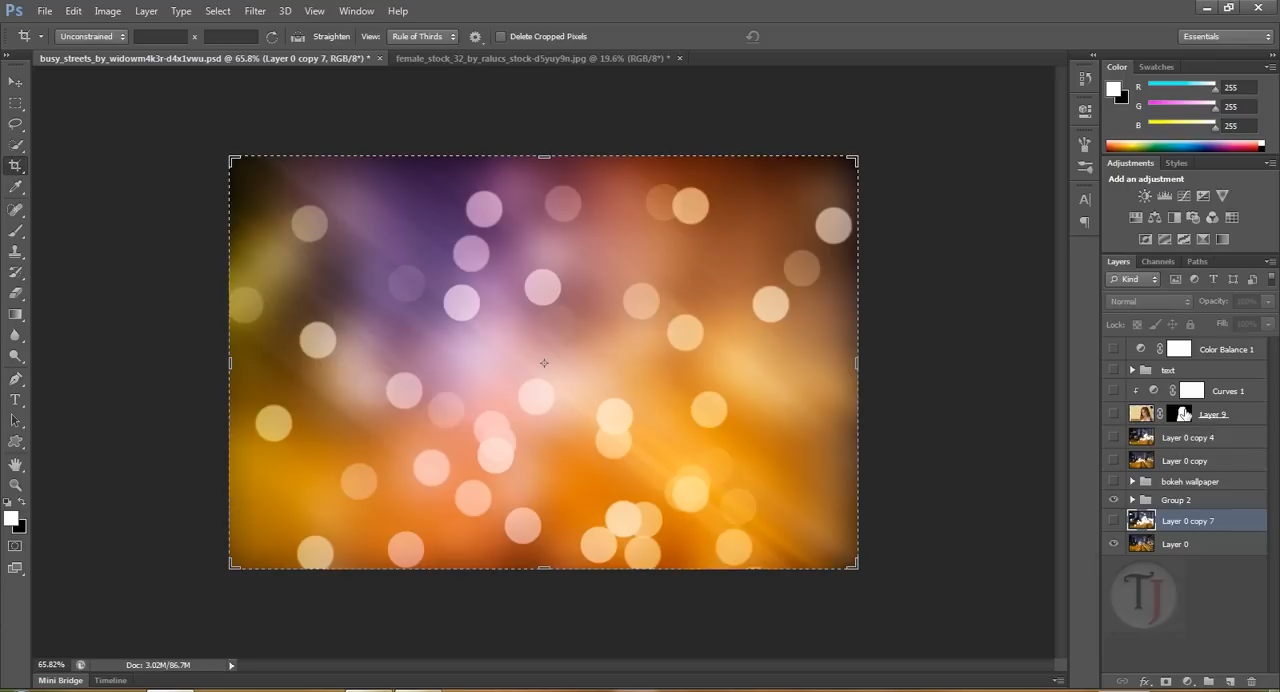 Ps File Edit Image Layer Type Select Filter 3D View Window Help
Unconstrained x Straighten View: Rule of Thirds Delete Cropped Pixels Essentials
busy_streets_by_widowm4k3r-d4x1vwu.psd @ 65.8% (Layer 0 copy 7, RGB/8*) * × female_stock_32_by_ralucs_stock-d5yuy9n.jpg @ 19.6% (RGB/8*) * ×
Color Swatches
R 255
G 255
B 255
Adjustments Styles
Add an adjustment
Layers Channels Paths
Kind
Normal Opacity: 100%
Lock: Fill: 100%
Color Balance 1
text
Curves 1
Layer 9
Layer 0 copy 4
Layer 0 copy
bokeh wallpaper
Group 2
Layer 0 copy 7
Layer 0
TJ
65.82% Doc: 3.02M/86.7M
Mini Bridge Timeline